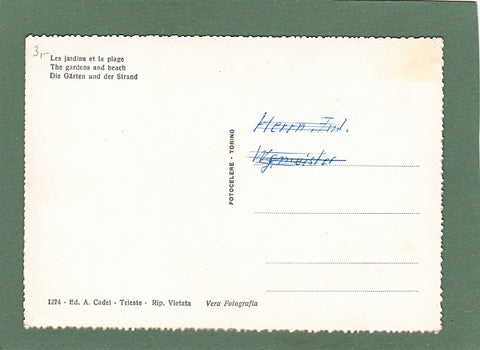 3,-
Les jardins et la plage
The gardens and beach
Die Gärten und der Strand
Herrn
FOTOCELERE - TORINO
1274 - Ed. A. Cadel - Trieste - Rip. Vietata Vera Fotografia